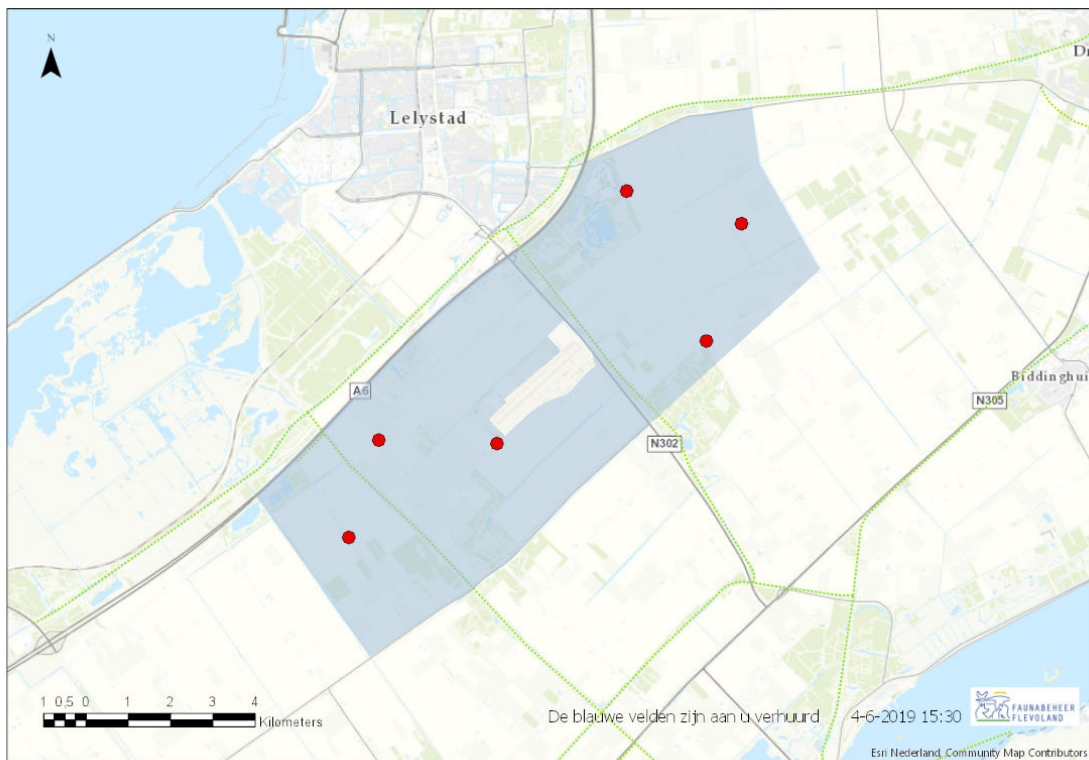 N
Lelystad
Dr
A6
Biddinghui
N305
N302
1 0,5 0 1 2 3 4
Kilometers
De blauwe velden zijn aan u verhuurd 4-6-2019 15:30
FAUNABEHEER
FLEVOLAND
Esri Nederland, Community Map Contributors